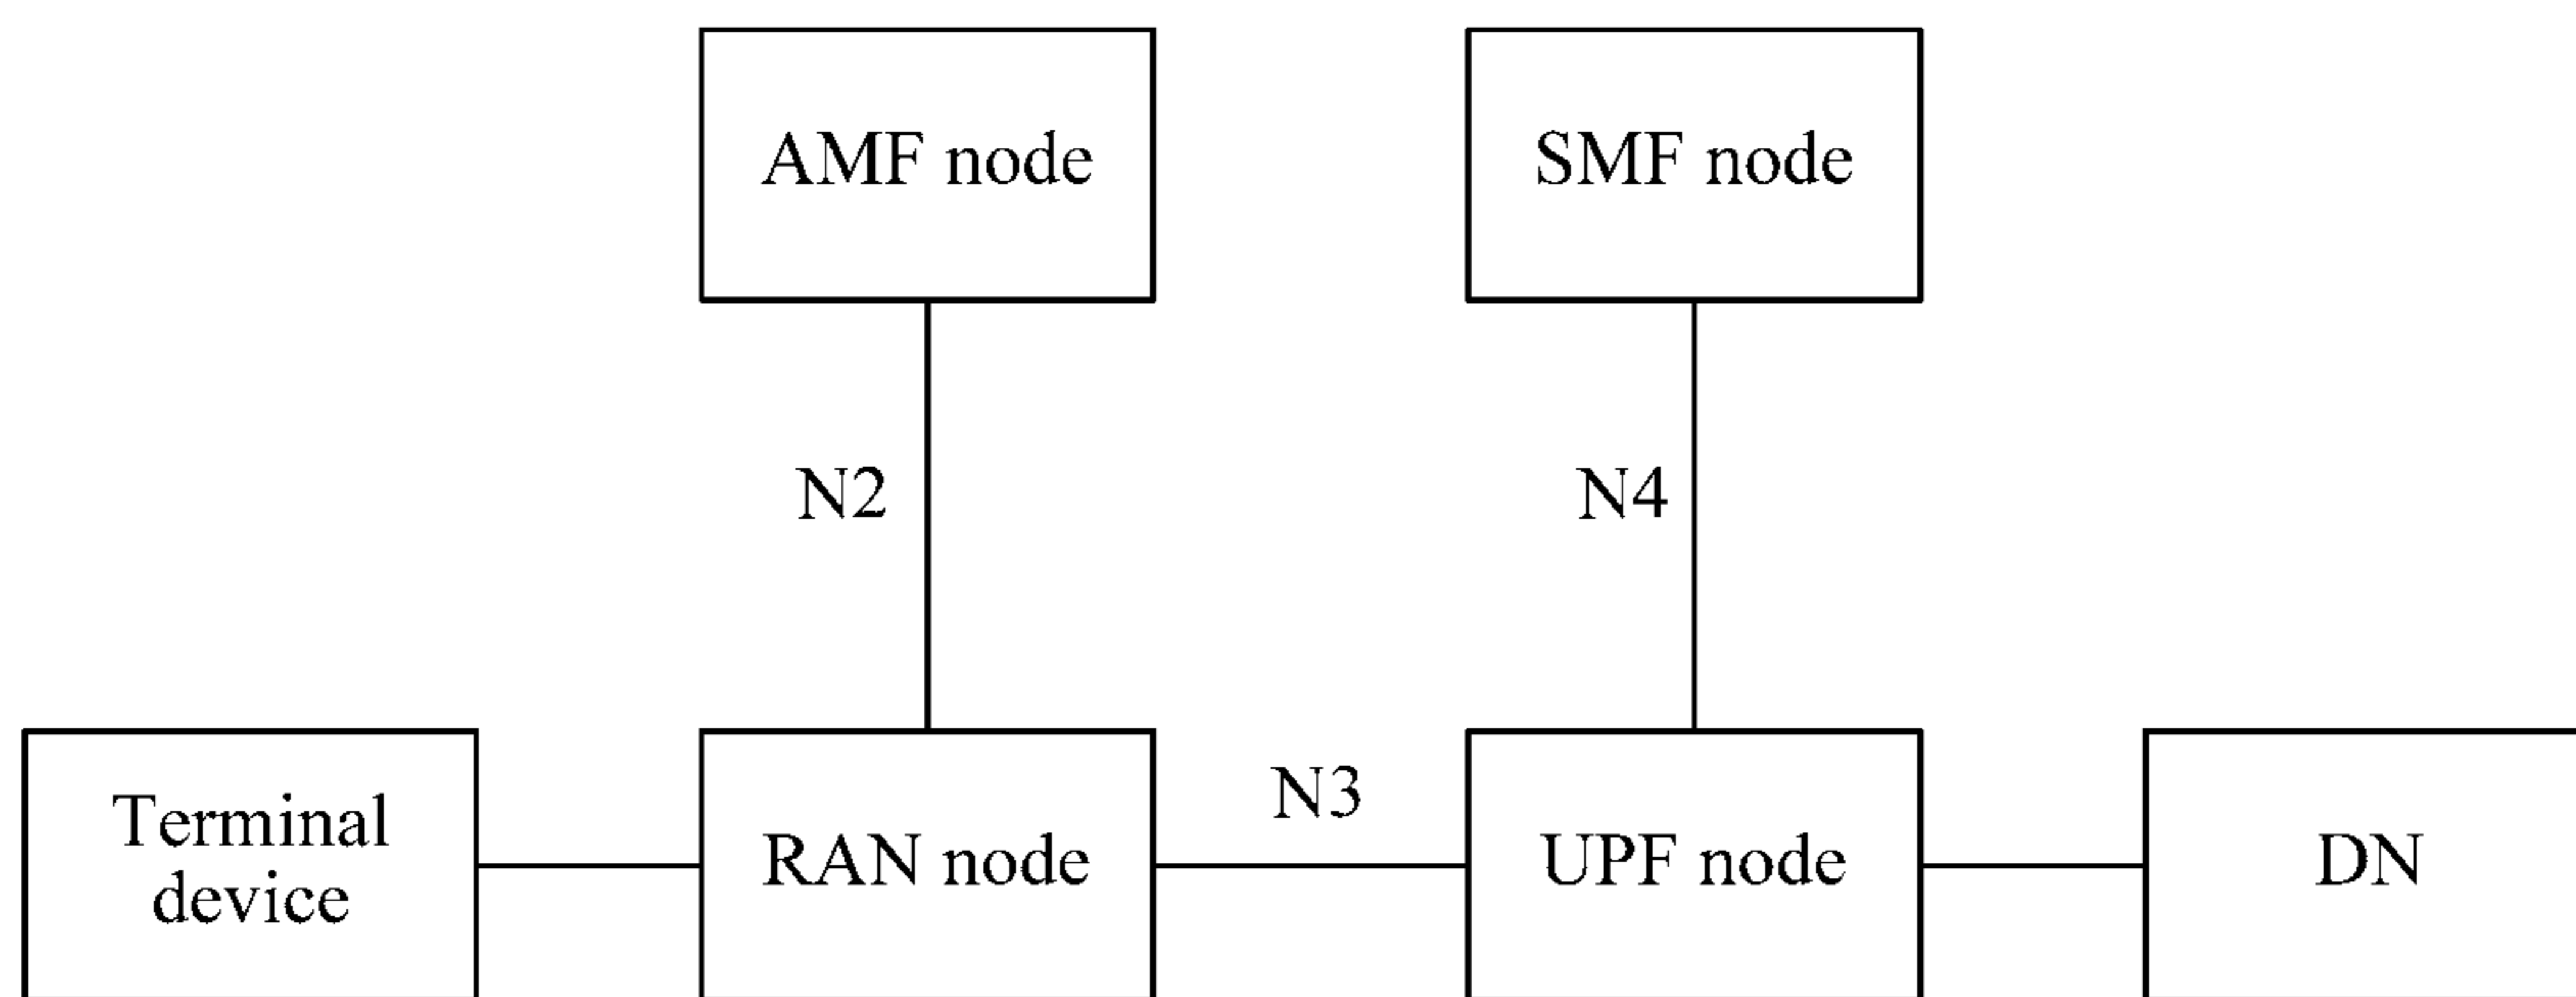 AMF node
SMF node
N2
N4
N3
Terminal
device
RAN node
UPF node
DN